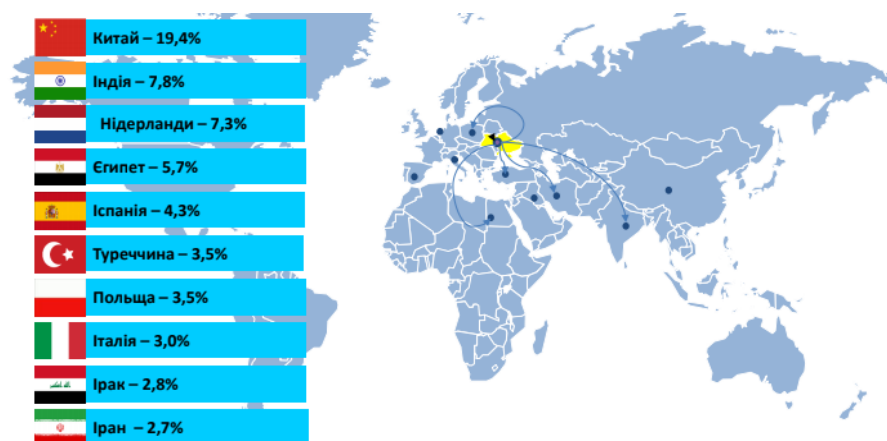 Китай – 19,4%
Індія – 7,8%
Нідерланди – 7,3%
Єгипет – 5,7%
Іспанія – 4,3%
Туреччина – 3,5%
Польща – 3,5%
Італія – 3,0%
Ірак – 2,8%
Іран – 2,7%